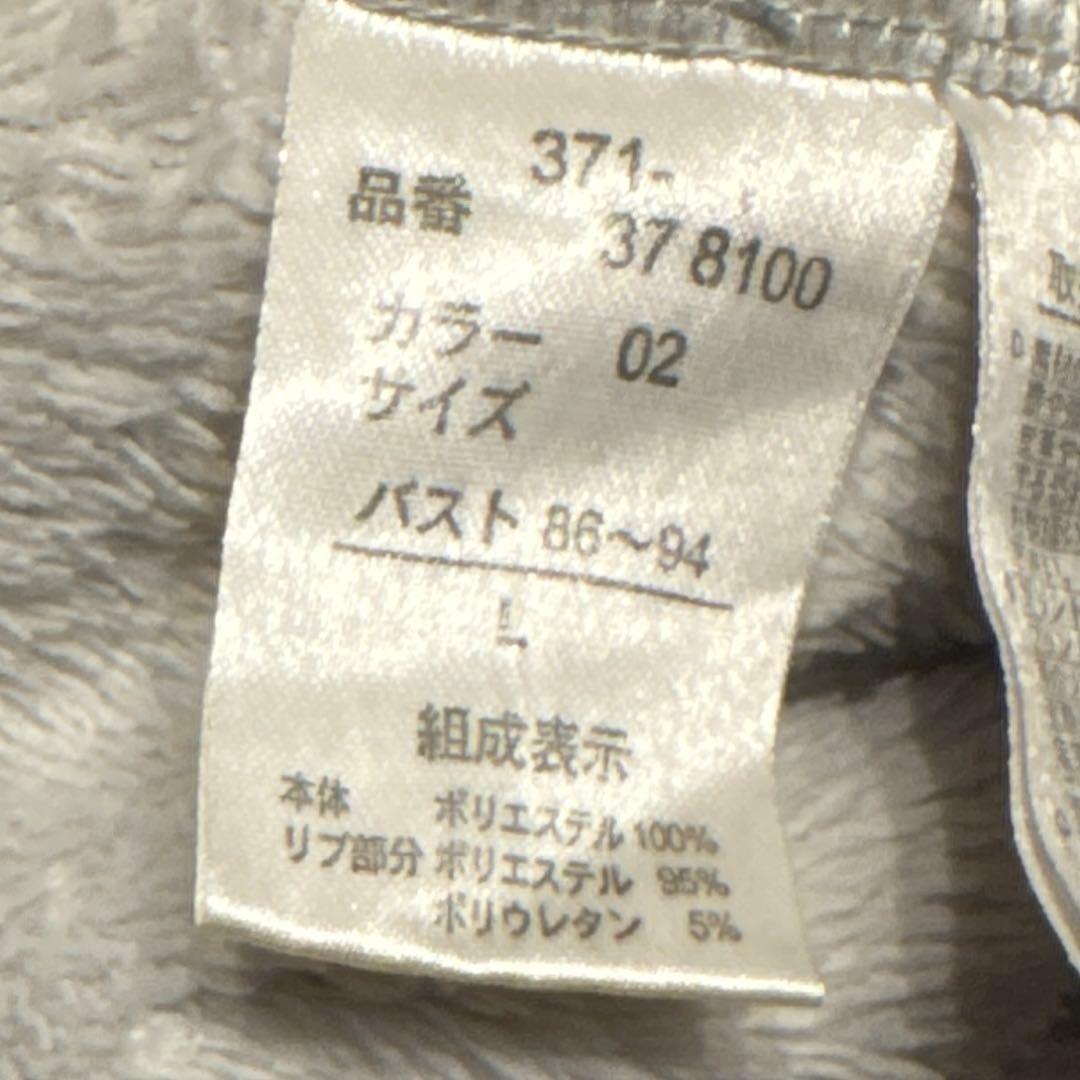 371-
品番 37 8100
カラー 02
サイズ
バスト 86～94
L
組成表示
本体 ポリエステル 100%
リブ部分 ポリエステル 95%
ポリウレタン 5%
取